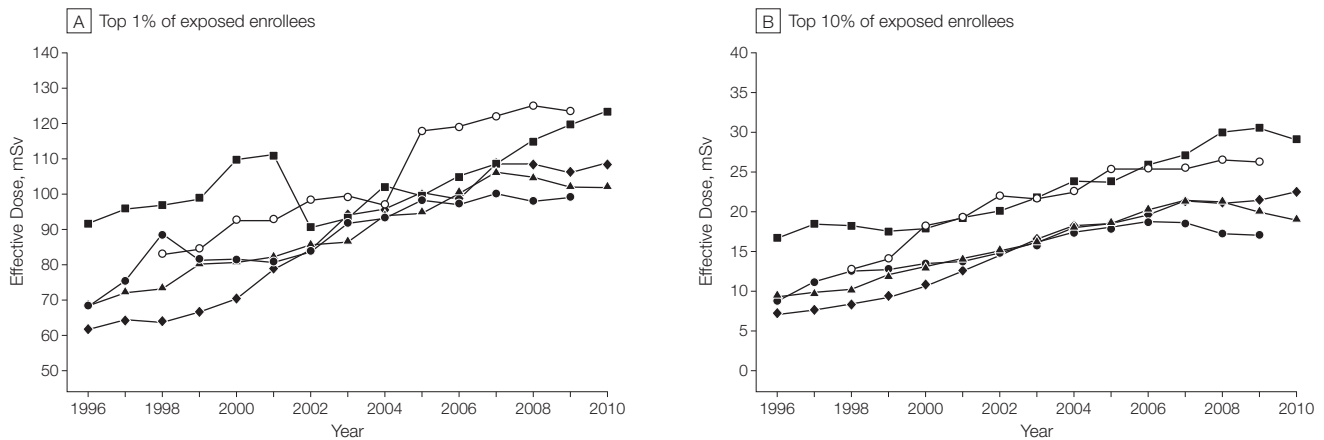 A Top 1% of exposed enrollees
140
130
120
110
100
90
80
70
60
50
Effective Dose, mSv
1996 1998 2000 2002 2004 2006 2008 2010
Year
B Top 10% of exposed enrollees
40
35
30
25
20
15
10
5
0
Effective Dose, mSv
1996 1998 2000 2002 2004 2006 2008 2010
Year